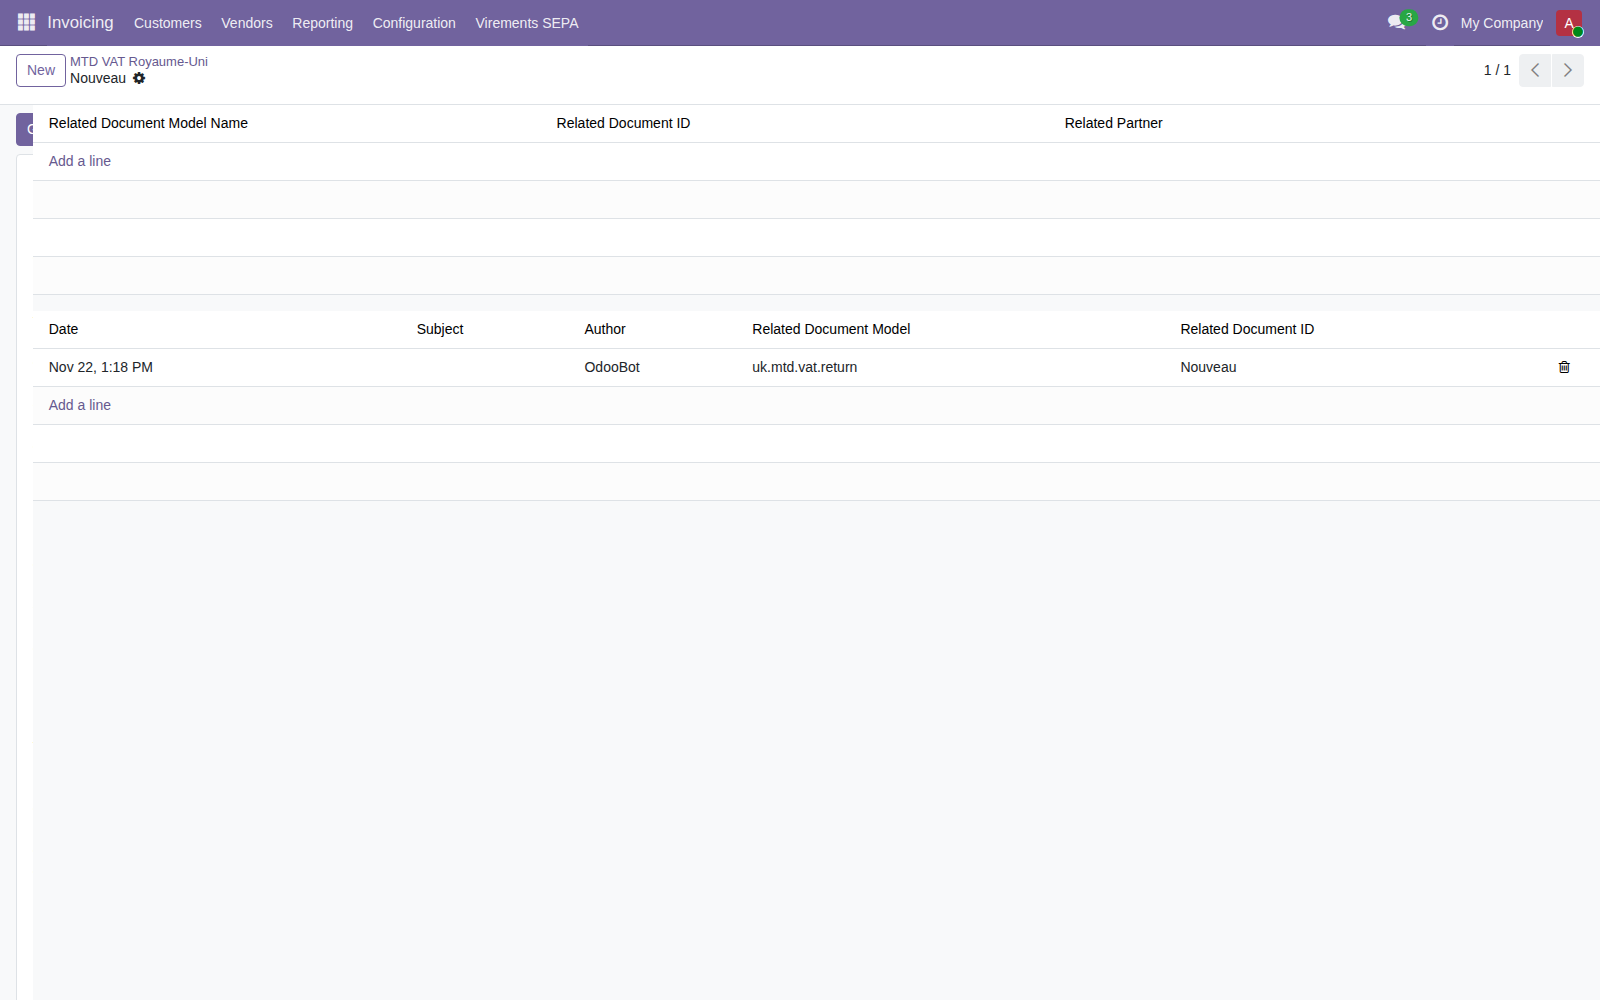 Invoicing Customers Vendors Reporting Configuration Virements SEPA 3 My Company A
New MTD VAT Royaume-Uni
Nouveau
1 / 1
Related Document Model Name Related Document ID Related Partner
Add a line
Date Subject Author Related Document Model Related Document ID
Nov 22, 1:18 PM OdooBot uk.mtd.vat.return Nouveau
Add a line